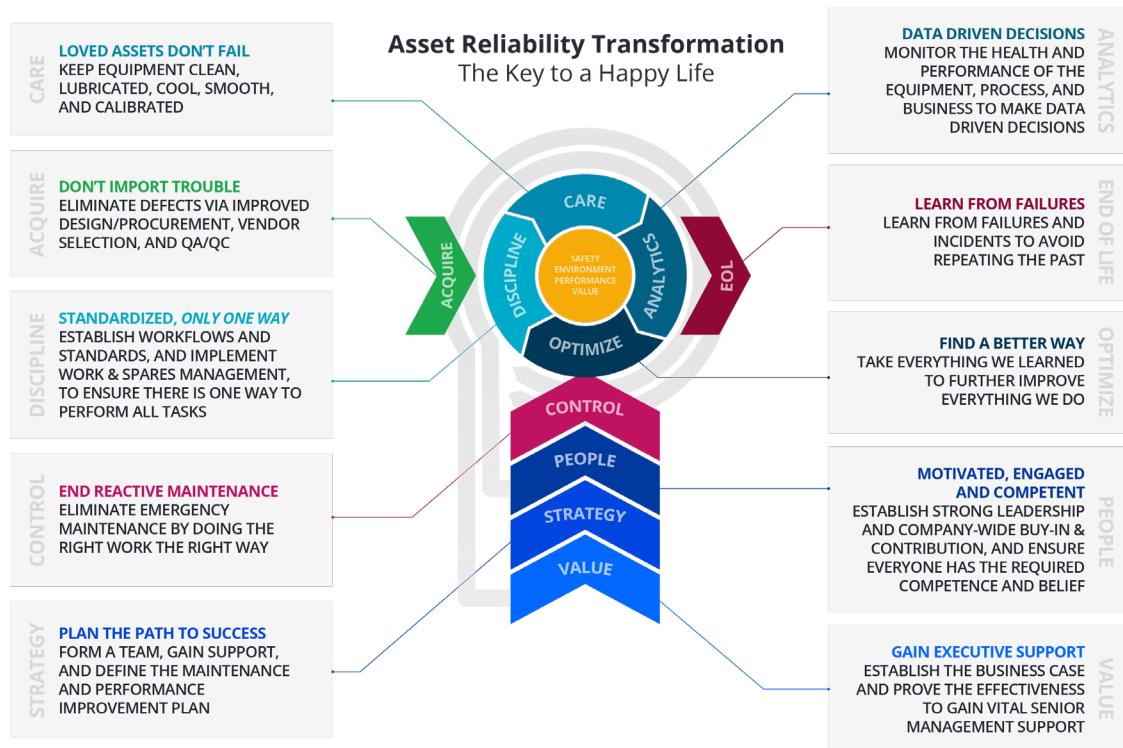 Asset Reliability Transformation
The Key to a Happy Life
CARE
LOVED ASSETS DON'T FAIL
KEEP EQUIPMENT CLEAN,
LUBRICATED, COOL, SMOOTH,
AND CALIBRATED
ACQUIRE
DON'T IMPORT TROUBLE
ELIMINATE DEFECTS VIA IMPROVED
DESIGN/PROCUREMENT, VENDOR
SELECTION, AND QA/QC
DISCIPLINE
STANDARDIZED, ONLY ONE WAY
ESTABLISH WORKFLOWS AND
STANDARDS, AND IMPLEMENT
WORK & SPARES MANAGEMENT,
TO ENSURE THERE IS ONE WAY TO
PERFORM ALL TASKS
CONTROL
END REACTIVE MAINTENANCE
ELIMINATE EMERGENCY
MAINTENANCE BY DOING THE
RIGHT WORK THE RIGHT WAY
STRATEGY
PLAN THE PATH TO SUCCESS
FORM A TEAM, GAIN SUPPORT,
AND DEFINE THE MAINTENANCE
AND PERFORMANCE
IMPROVEMENT PLAN
ACQUIRE
CARE
DISCIPLINE
ANALYTICS
OPTIMIZE
SAFETY
ENVIRONMENT
PERFORMANCE
VALUE
EOL
CONTROL
PEOPLE
STRATEGY
VALUE
DATA DRIVEN DECISIONS
MONITOR THE HEALTH AND
PERFORMANCE OF THE
EQUIPMENT, PROCESS, AND
BUSINESS TO MAKE DATA
DRIVEN DECISIONS
ANALYTICS
LEARN FROM FAILURES
LEARN FROM FAILURES AND
INCIDENTS TO AVOID
REPEATING THE PAST
END OF LIFE
FIND A BETTER WAY
TAKE EVERYTHING WE LEARNED
TO FURTHER IMPROVE
EVERYTHING WE DO
OPTIMIZE
MOTIVATED, ENGAGED
AND COMPETENT
ESTABLISH STRONG LEADERSHIP
AND COMPANY-WIDE BUY-IN &
CONTRIBUTION, AND ENSURE
EVERYONE HAS THE REQUIRED
COMPETENCE AND BELIEF
PEOPLE
GAIN EXECUTIVE SUPPORT
ESTABLISH THE BUSINESS CASE
AND PROVE THE EFFECTIVENESS
TO GAIN VITAL SENIOR
MANAGEMENT SUPPORT
VALUE